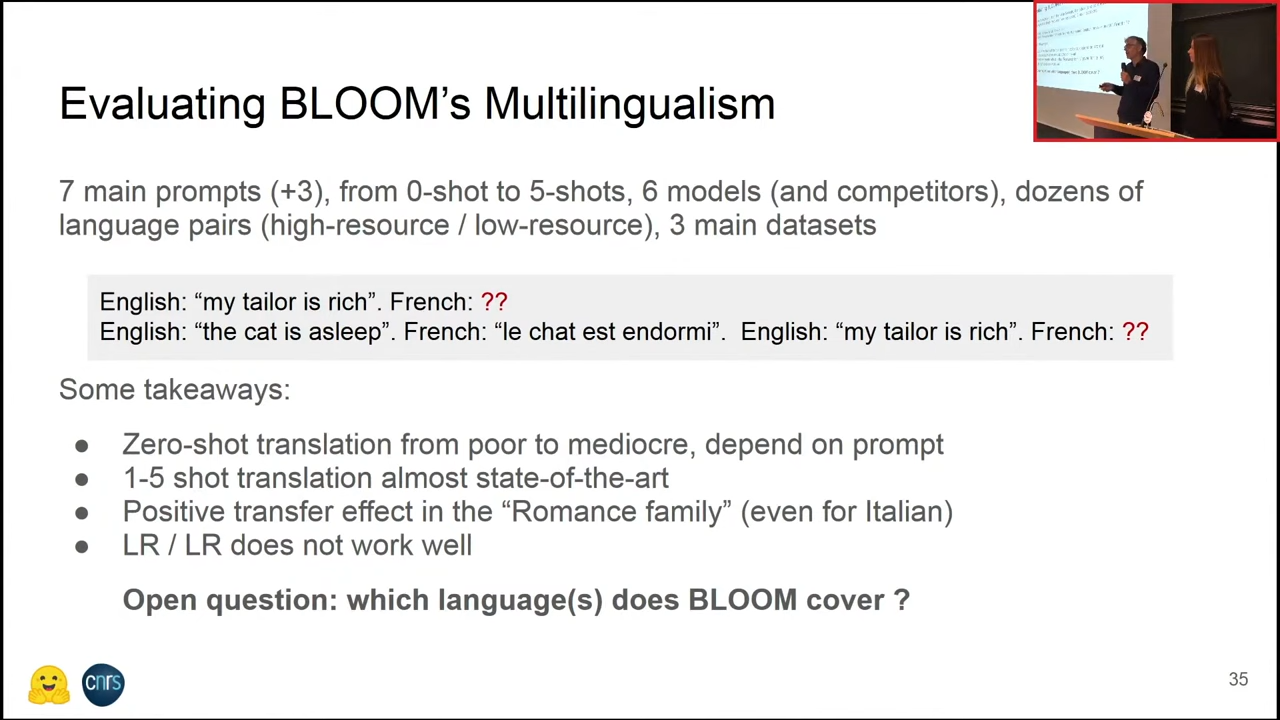 Evaluating BLOOM’s Multilingualism
7 main prompts (+3), from 0-shot to 5-shots, 6 models (and competitors), dozens of
language pairs (high-resource / low-resource), 3 main datasets
English: “my tailor is rich”. French: ??
English: “the cat is asleep”. French: “le chat est endormi”.  English: “my tailor is rich”. French: ??
Some takeaways:
● Zero-shot translation from poor to mediocre, depend on prompt
● 1-5 shot translation almost state-of-the-art
● Positive transfer effect in the “Romance family” (even for Italian)
● LR / LR does not work well
Open question: which language(s) does BLOOM cover ?
cnrs
35